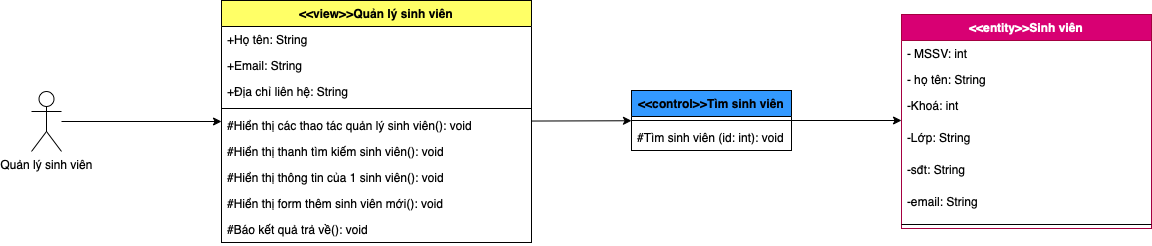 Quản lý sinh viên
<<view>>Quản lý sinh viên
+Họ tên: String
+Email: String
+Địa chỉ liên hệ: String
#Hiển thị các thao tác quản lý sinh viên(): void
#Hiển thị thanh tìm kiếm sinh viên(): void
#Hiển thị thông tin của 1 sinh viên(): void
#Hiển thị form thêm sinh viên mới(): void
#Báo kết quả trả về(): void
<<control>>Tìm sinh viên
#Tìm sinh viên (id: int): void
<<entity>>Sinh viên
- MSSV: int
- họ tên: String
-Khoá: int
-Lớp: String
-sđt: String
-email: String